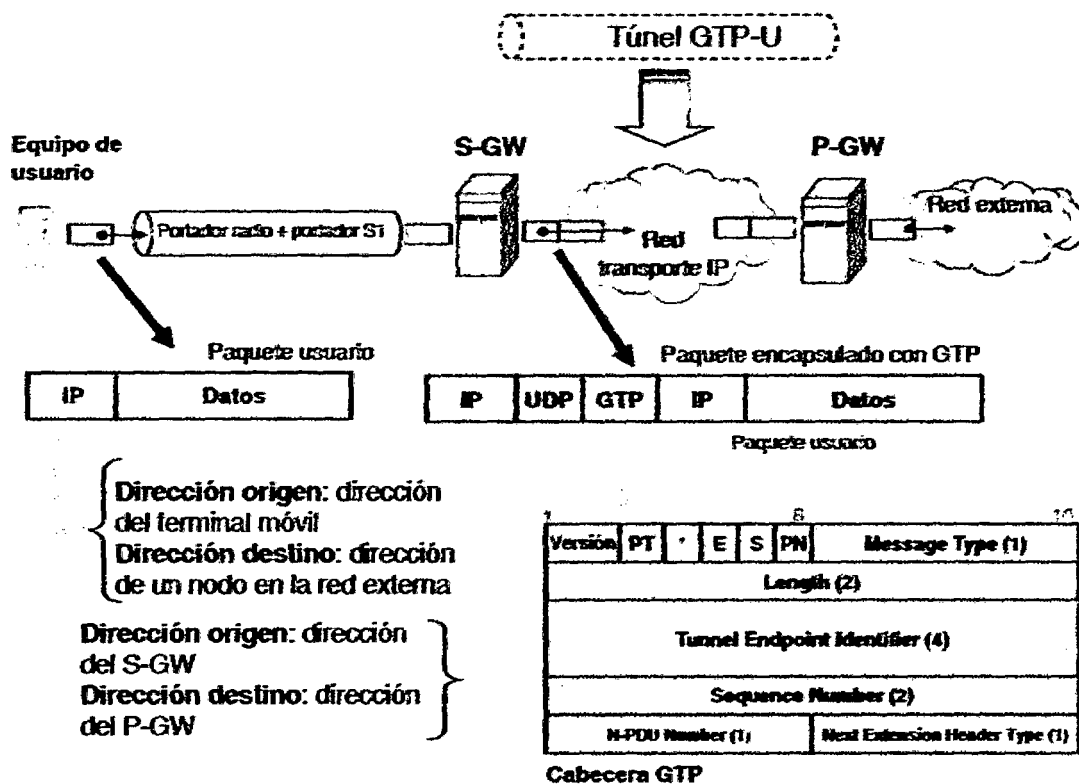 Túnel GTP-U
Equipo de
usuario
S-GW
P-GW
Portador radio + portador S1
Red
transporte IP
Red externa
Paquete usuario
IP
Datos
Paquete encapsulado con GTP
IP
UDP
GTP
IP
Datos
Paquete usuario
Dirección origen: dirección
del terminal móvil
Dirección destino: dirección
de un nodo en la red externa
Dirección origen: dirección
del S-GW
Dirección destino: dirección
del P-GW
1
8
16
Versión
PT
*
E
S
PN
Message Type (1)
Length (2)
Tunnel Endpoint Identifier (4)
Sequence Number (2)
N-PDU Number (1)
Next Extension Header Type (1)
Cabecera GTP